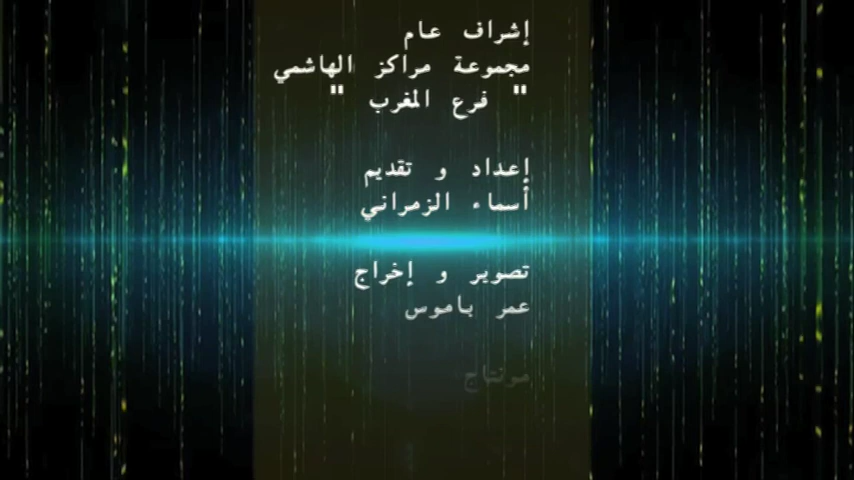 إشراف عام
مجموعة مراكز الهاشمي
" فرع المغرب "
إعداد و تقديم
أسماء الزمراني
تصوير و إخراج
عمر باموس
مونتاج